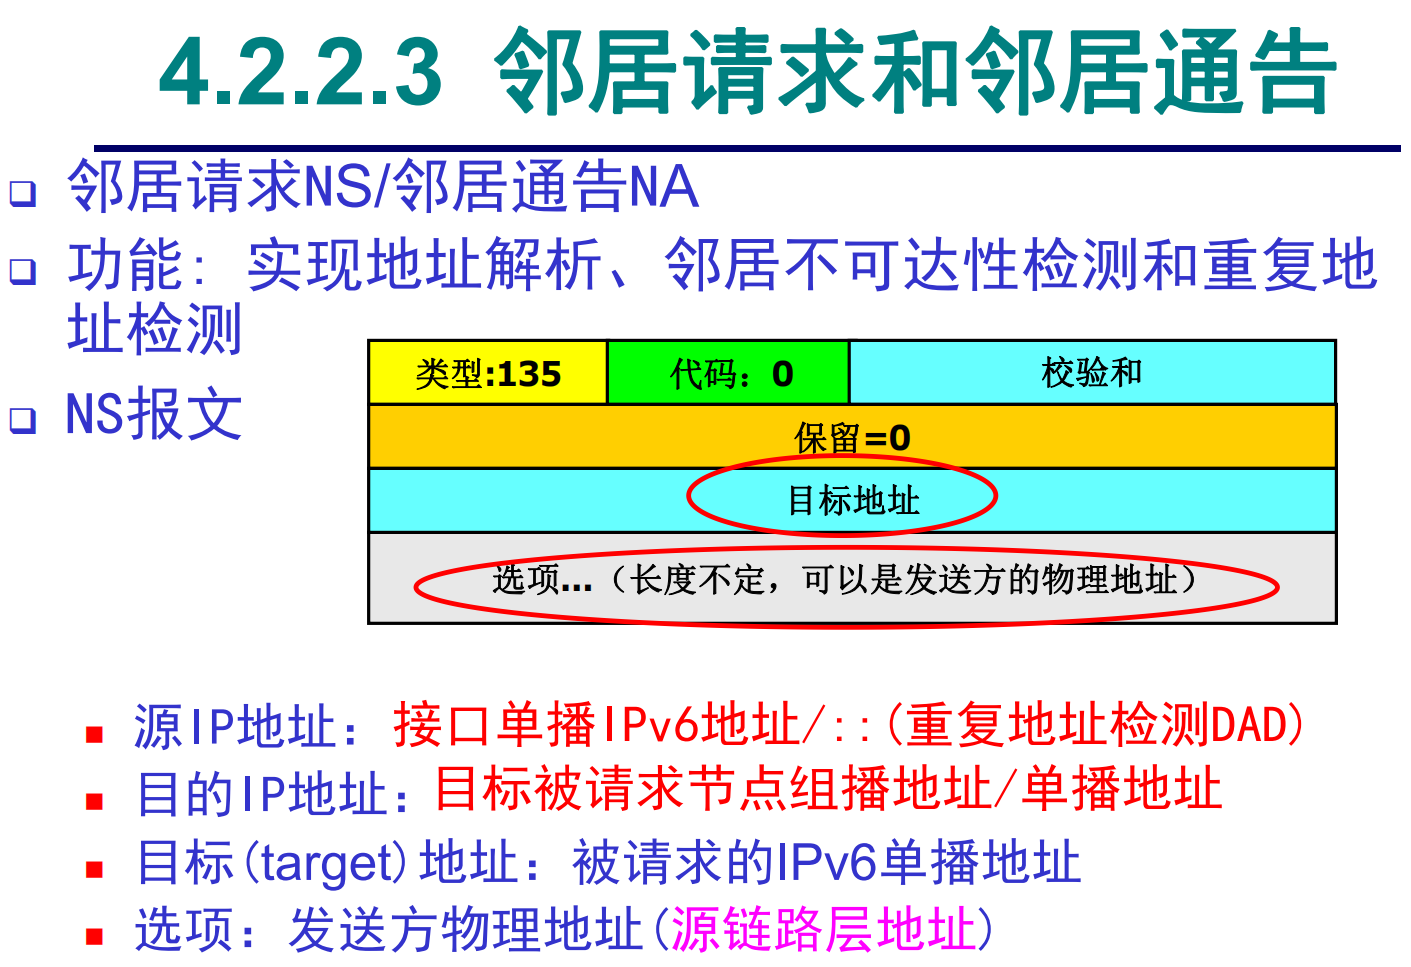 4.2.2.3 邻居请求和邻居通告
邻居请求NS/邻居通告NA
功能：实现地址解析、邻居不可达性检测和重复地
址检测
NS报文
类型:135 代码：0 校验和
保留=0
目标地址
选项...（长度不定，可以是发送方的物理地址）
源IP地址：接口单播IPv6地址/::(重复地址检测DAD)
目的IP地址：目标被请求节点组播地址/单播地址
目标(target)地址：被请求的IPv6单播地址
选项：发送方物理地址(源链路层地址)